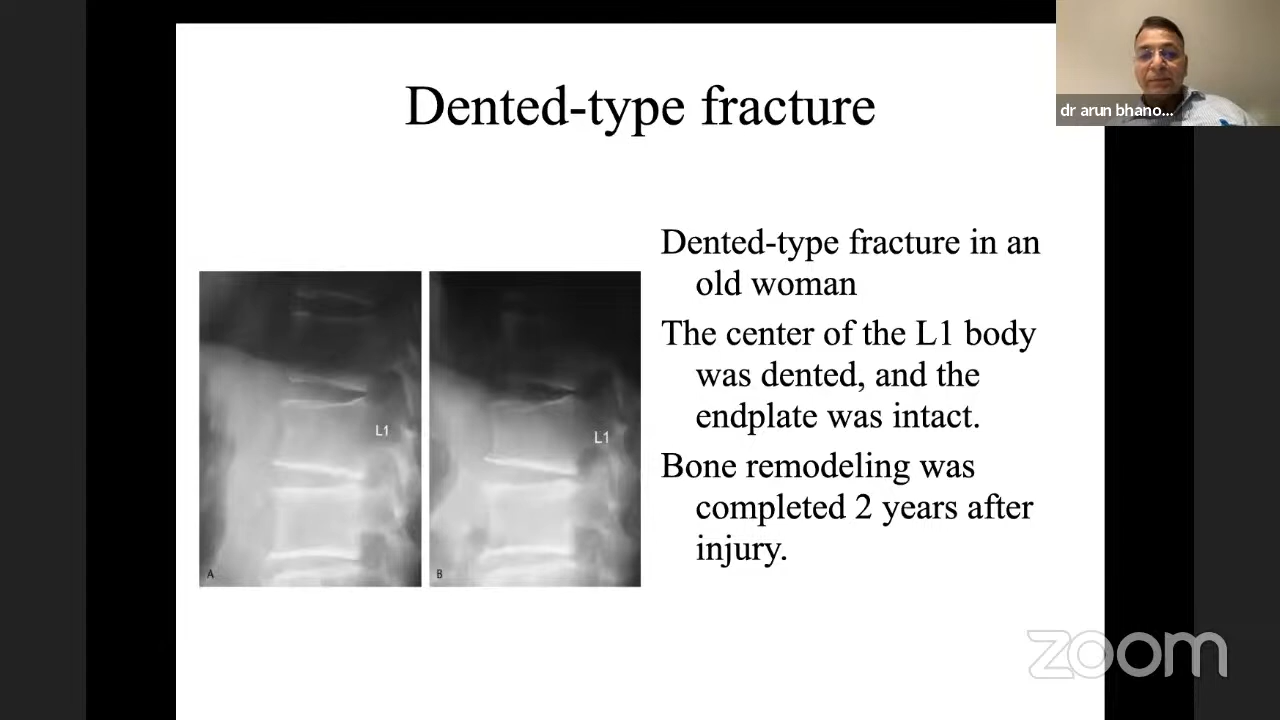 Dented-type fracture
dr arun bhano...
Dented-type fracture in an
old woman
The center of the L1 body
was dented, and the
endplate was intact.
Bone remodeling was
completed 2 years after
injury.
L1
L1
A
B
zoom